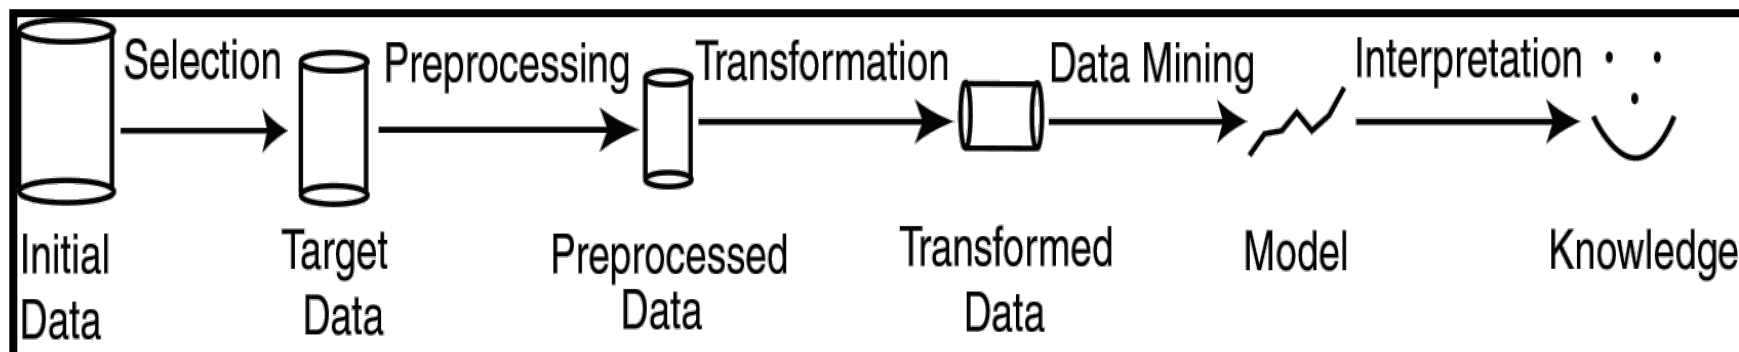 Selection
Preprocessing
Transformation
Data Mining
Interpretation
Initial
Data
Target
Data
Preprocessed
Data
Transformed
Data
Model
Knowledge